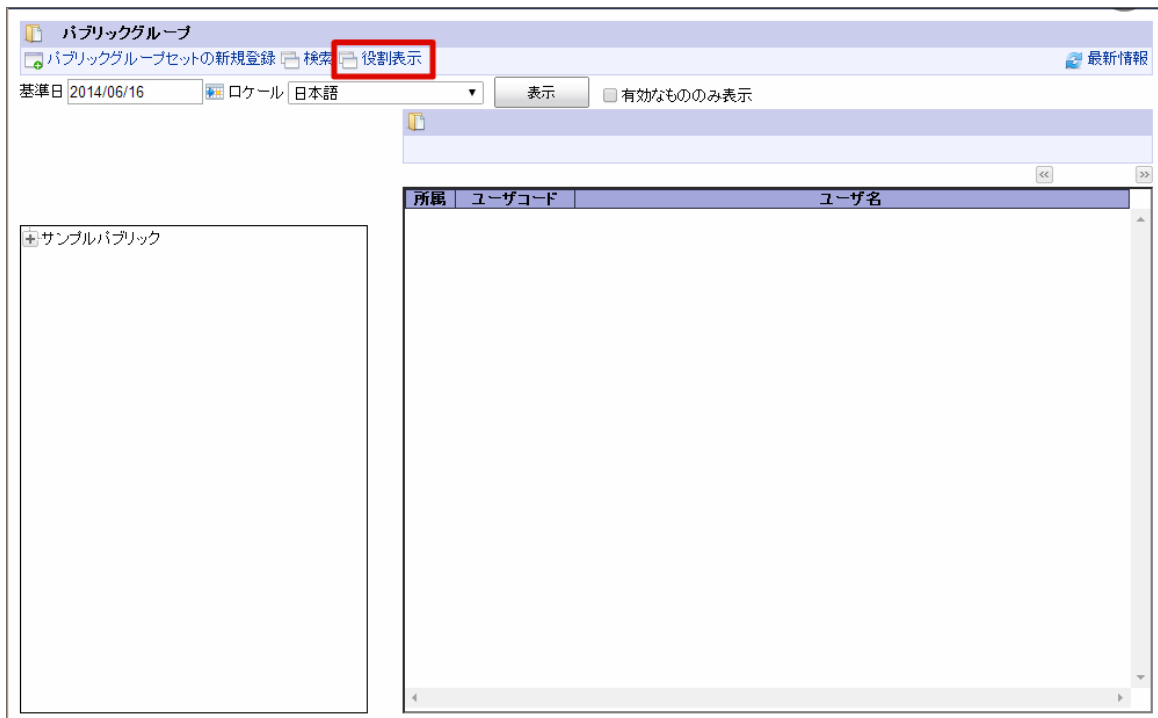 パブリックグループ
パブリックグループセットの新規登録 検索 役割表示 最新情報
基準日 2014/06/16 ロケール 日本語 表示 有効なもののみ表示
所属 ユーザコード ユーザ名
サンプルパブリック